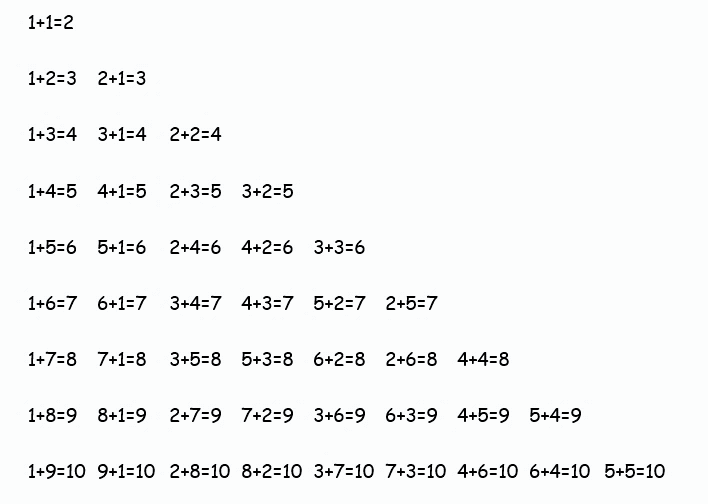 1+1=2
1+2=3 2+1=3
1+3=4 3+1=4 2+2=4
1+4=5 4+1=5 2+3=5 3+2=5
1+5=6 5+1=6 2+4=6 4+2=6 3+3=6
1+6=7 6+1=7 3+4=7 4+3=7 5+2=7 2+5=7
1+7=8 7+1=8 3+5=8 5+3=8 6+2=8 2+6=8 4+4=8
1+8=9 8+1=9 2+7=9 7+2=9 3+6=9 6+3=9 4+5=9 5+4=9
1+9=10 9+1=10 2+8=10 8+2=10 3+7=10 7+3=10 4+6=10 6+4=10 5+5=10